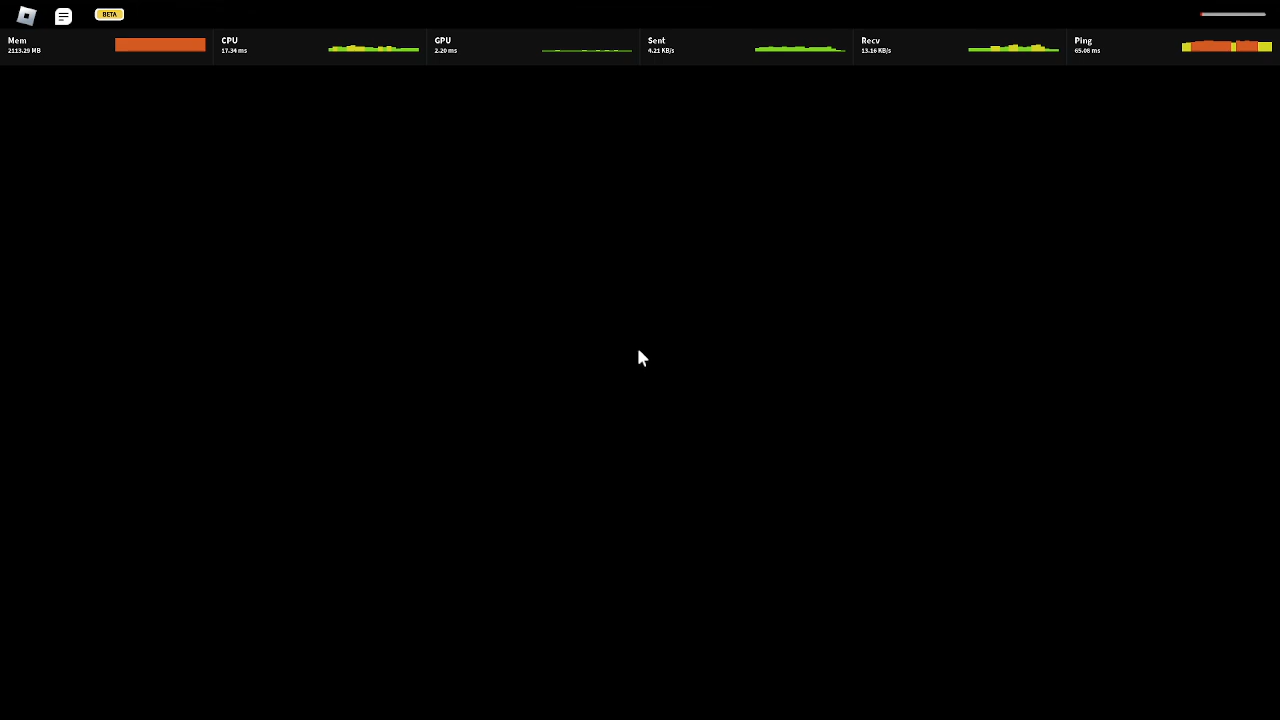 BETA
Mem
2113.29 MB
CPU
17.34 ms
GPU
2.20 ms
Sent
4.21 KB/s
Recv
13.16 KB/s
Ping
65.08 ms